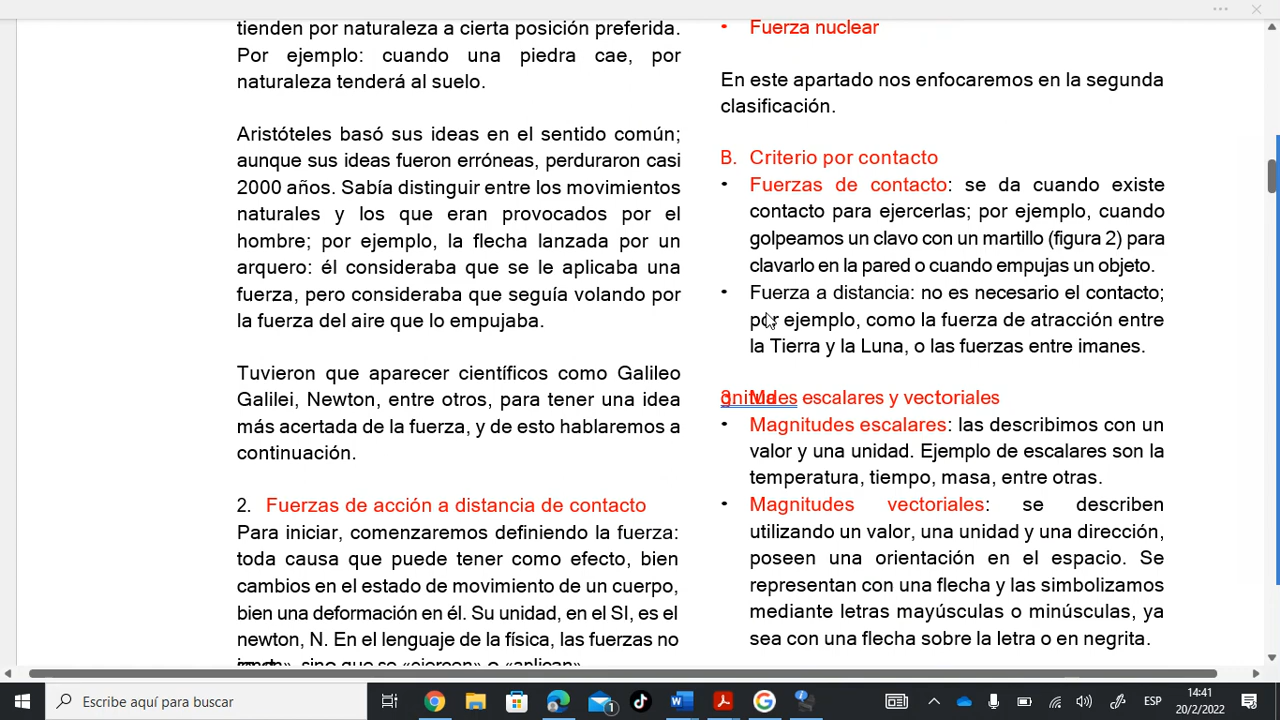 tienden por naturaleza a cierta posición preferida.
Por ejemplo: cuando una piedra cae, por
naturaleza tenderá al suelo.
Aristóteles basó sus ideas en el sentido común;
aunque sus ideas fueron erróneas, perduraron casi
2000 años. Sabía distinguir entre los movimientos
naturales y los que eran provocados por el
hombre; por ejemplo, la flecha lanzada por un
arquero: él consideraba que se le aplicaba una
fuerza, pero consideraba que seguía volando por
la fuerza del aire que lo empujaba.
Tuvieron que aparecer científicos como Galileo
Galilei, Newton, entre otros, para tener una idea
más acertada de la fuerza, y de esto hablaremos a
continuación.
2. Fuerzas de acción a distancia de contacto
Para iniciar, comenzaremos definiendo la fuerza:
toda causa que puede tener como efecto, bien
cambios en el estado de movimiento de un cuerpo,
bien una deformación en él. Su unidad, en el SI, es el
newton, N. En el lenguaje de la física, las fuerzas no
sino que se «ejercen» o «aplican»
• Fuerza nuclear
En este apartado nos enfocaremos en la segunda
clasificación.
B. Criterio por contacto
• Fuerzas de contacto: se da cuando existe
contacto para ejercerlas; por ejemplo, cuando
golpeamos un clavo con un martillo (figura 2) para
clavarlo en la pared o cuando empujas un objeto.
• Fuerza a distancia: no es necesario el contacto;
por ejemplo, como la fuerza de atracción entre
la Tierra y la Luna, o las fuerzas entre imanes.
escalares y vectoriales
• Magnitudes escalares: las describimos con un
valor y una unidad. Ejemplo de escalares son la
temperatura, tiempo, masa, entre otras.
• Magnitudes vectoriales: se describen
utilizando un valor, una unidad y una dirección,
poseen una orientación en el espacio. Se
representan con una flecha y las simbolizamos
mediante letras mayúsculas o minúsculas, ya
sea con una flecha sobre la letra o en negrita.
Escribe aquí para buscar
1
ESP
14:41
20/2/2022